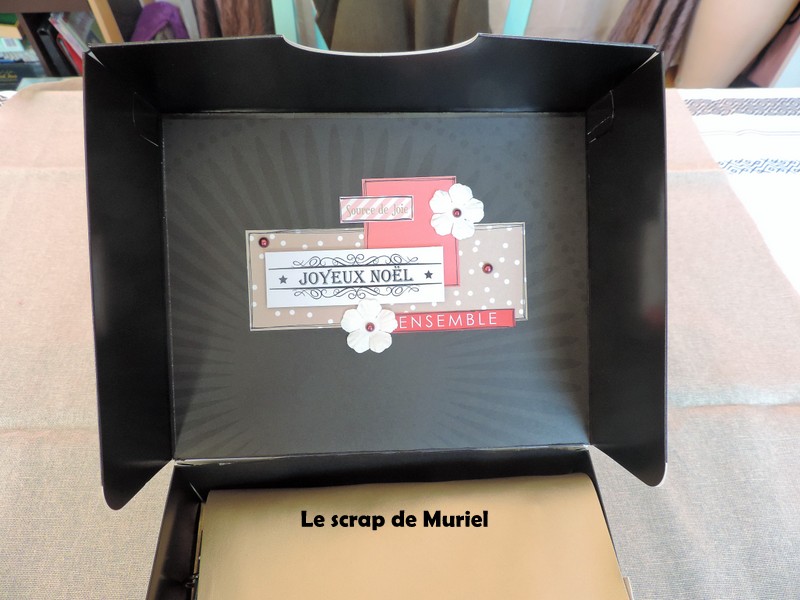 Source de Joie
JOYEUX NOËL
ENSEMBLE
Le scrap de Muriel